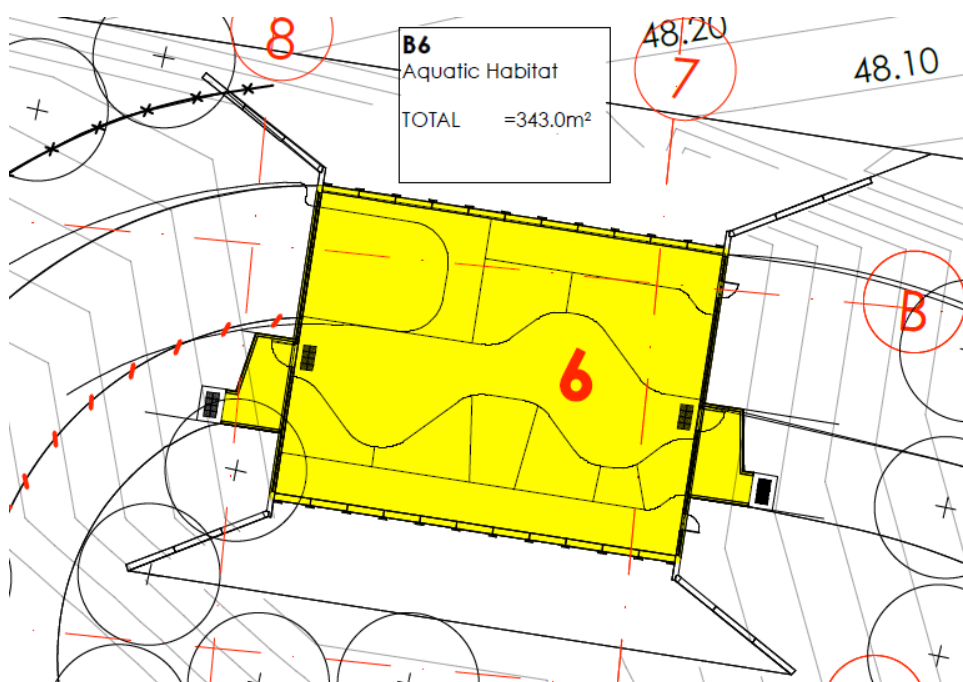 8
B6
Aquatic Habitat
TOTAL =343.0m²
48.20
7
48.10
B
6